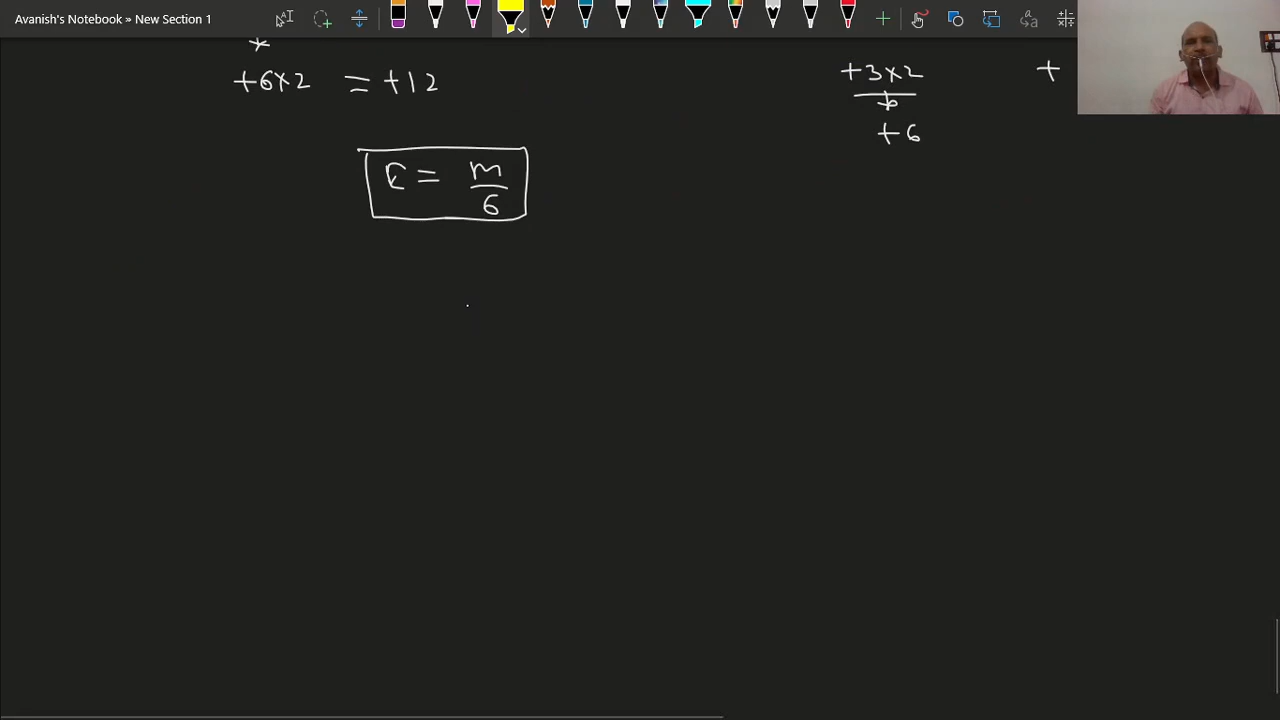 Avanish's Notebook » New Section 1
+6×2 = +12
+3×2
+
+6
E = M/6